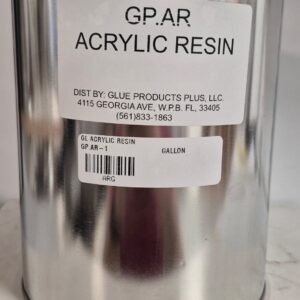 GP.AR
ACRYLIC RESIN
DIST BY: GLUE PRODUCTS PLUS, LLC.
4115 GEORGIA AVE, W.P.B. FL, 33405
(561)833-1863
GL ACRYLIC RESIN
GP.AR-1 GALLON
ARG